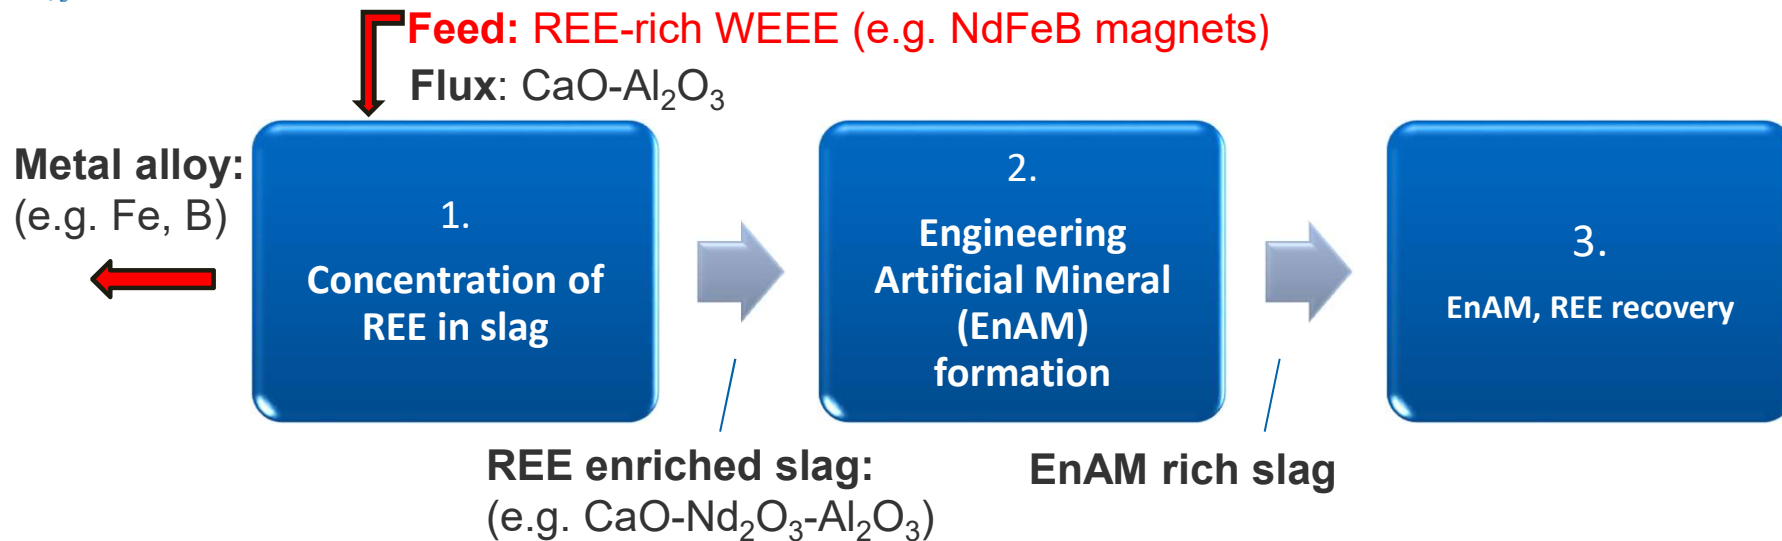 Feed: REE-rich WEEE (e.g. NdFeB magnets)
Flux: CaO-Al₂O₃
Metal alloy:
(e.g. Fe, B)
1.
Concentration of
REE in slag
2.
Engineering
Artificial Mineral
(EnAM)
formation
3.
EnAM, REE recovery
REE enriched slag:
(e.g. CaO-Nd₂O₃-Al₂O₃)
EnAM rich slag